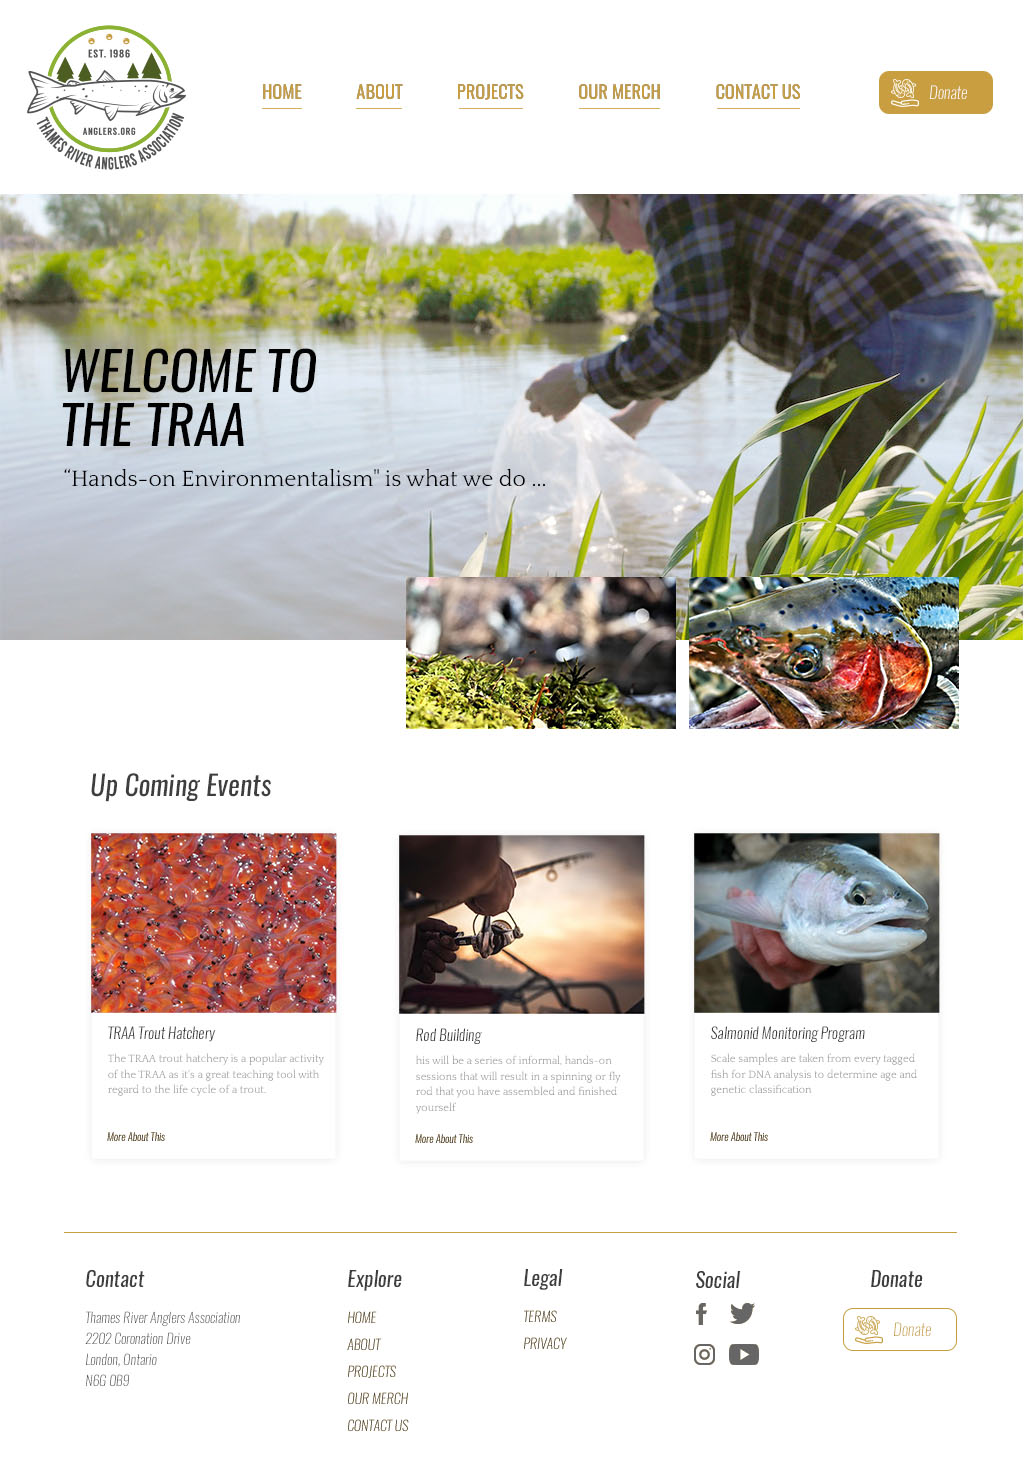 EST. 1986
ANGLERS.ORG
THAMES RIVER ANGLERS ASSOCIATION
HOME
ABOUT
PROJECTS
OUR MERCH
CONTACT US
Donate
WELCOME TO
THE TRAA
“Hands-on Environmentalism" is what we do ...
Up Coming Events
TRAA Trout Hatchery
The TRAA trout hatchery is a popular activity
of the TRAA as it's a great teaching tool with
regard to the life cycle of a trout.
More About This
Rod Building
his will be a series of informal, hands-on
sessions that will result in a spinning or fly
rod that you have assembled and finished
yourself
More About This
Salmonid Monitoring Program
Scale samples are taken from every tagged
fish for DNA analysis to determine age and
genetic classification
More About This
Contact
Thames River Anglers Association
2202 Coronation Drive
London, Ontario
N6G 0B9
Explore
HOME
ABOUT
PROJECTS
OUR MERCH
CONTACT US
Legal
TERMS
PRIVACY
Social
Donate
Donate